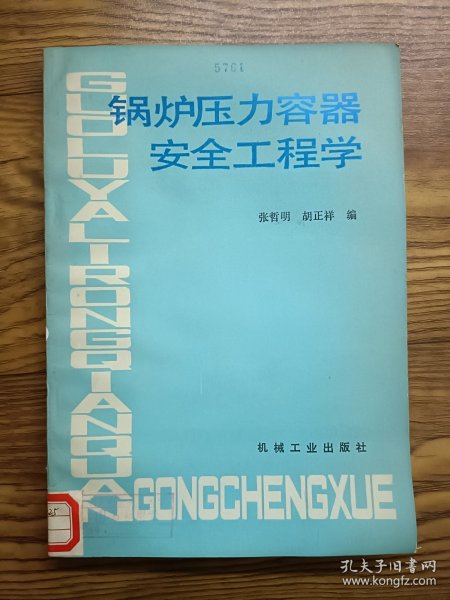 5761
锅炉压力容器
安全工程学
张哲明 胡正祥 编
GUOLUYALIRONGQIANQUAN
GONGCHENGXUE
机械工业出版社
孔夫子旧书网
www.kongfz.com